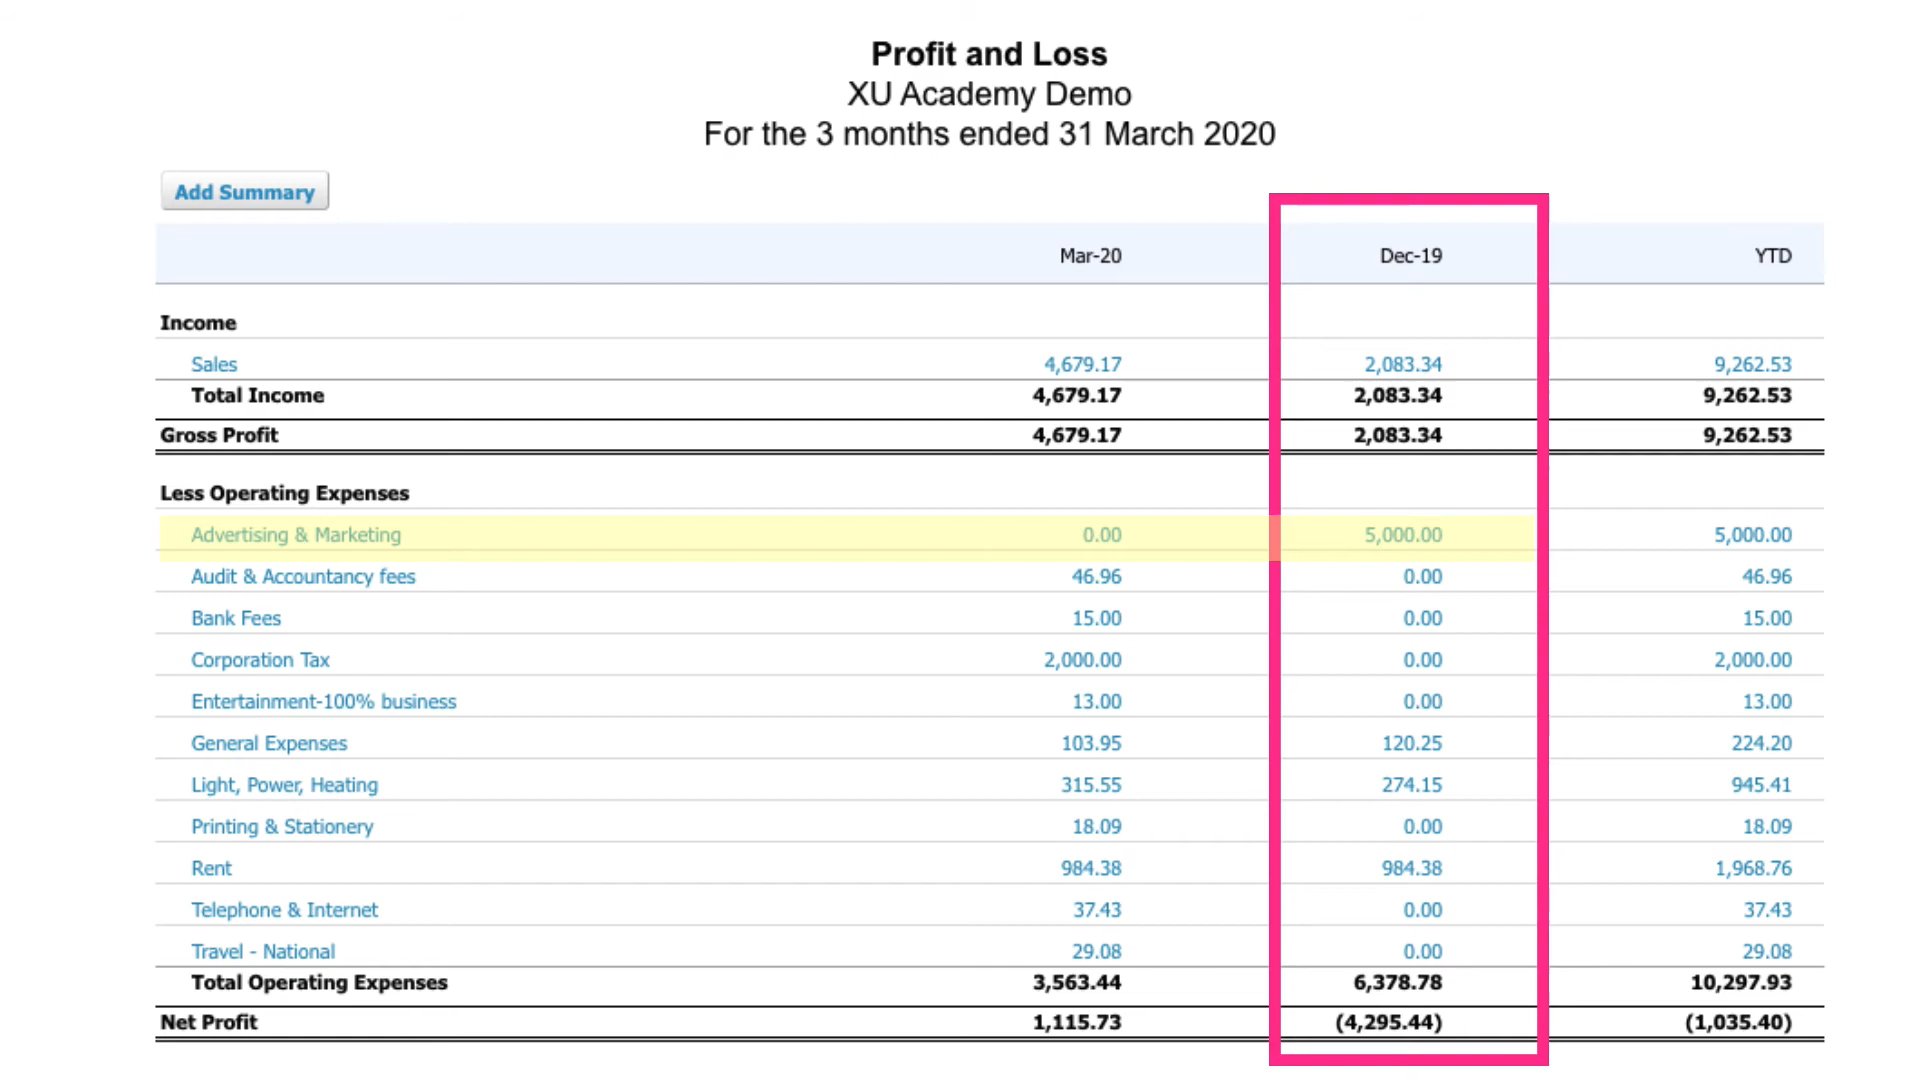 Profit and Loss
XU Academy Demo
For the 3 months ended 31 March 2020
Add Summary
Mar-20 Dec-19 YTD
Income
Sales 4,679.17 2,083.34 9,262.53
Total Income 4,679.17 2,083.34 9,262.53
Gross Profit 4,679.17 2,083.34 9,262.53
Less Operating Expenses
Advertising & Marketing 0.00 5,000.00 5,000.00
Audit & Accountancy fees 46.96 0.00 46.96
Bank Fees 15.00 0.00 15.00
Corporation Tax 2,000.00 0.00 2,000.00
Entertainment-100% business 13.00 0.00 13.00
General Expenses 103.95 120.25 224.20
Light, Power, Heating 315.55 274.15 945.41
Printing & Stationery 18.09 0.00 18.09
Rent 984.38 984.38 1,968.76
Telephone & Internet 37.43 0.00 37.43
Travel - National 29.08 0.00 29.08
Total Operating Expenses 3,563.44 6,378.78 10,297.93
Net Profit 1,115.73 (4,295.44) (1,035.40)